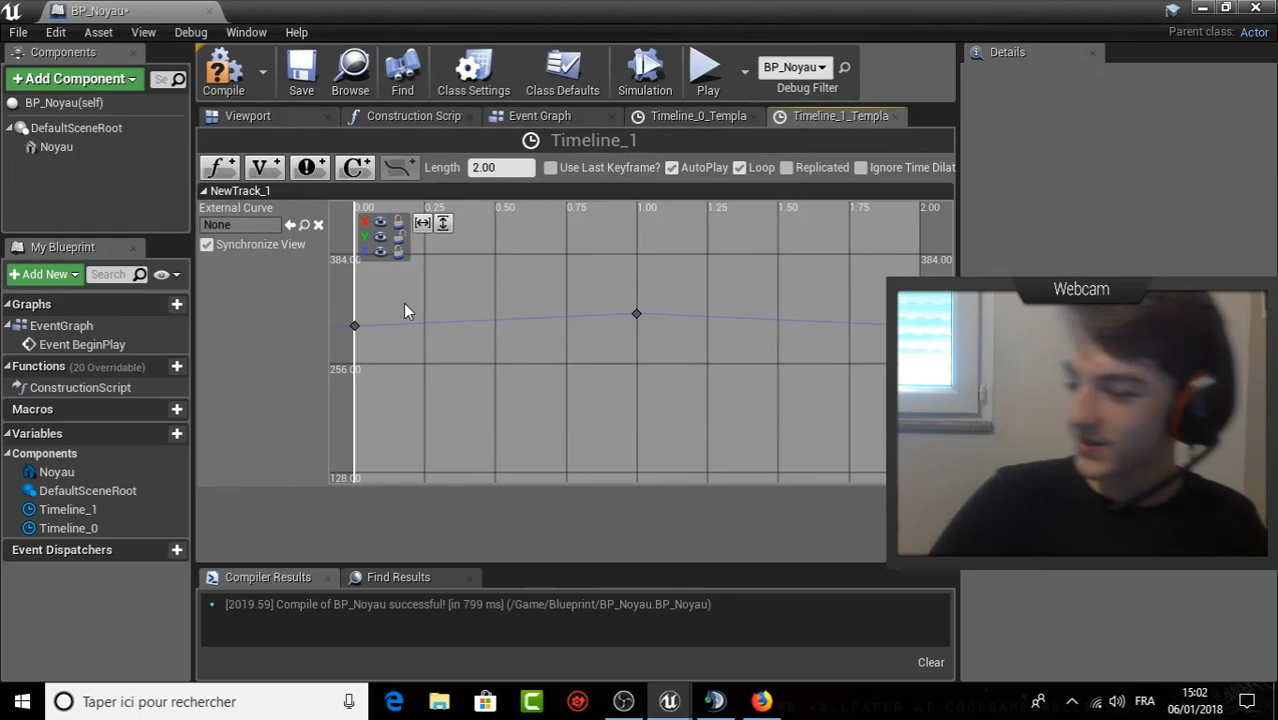 BP_Noyau*
File Edit Asset View Debug Window Help
Parent class: Actor
Components
+Add Component
Se
BP_Noyau(self)
DefaultSceneRoot
Noyau
Compile
Save
Browse
Find
Class Settings
Class Defaults
Simulation
Play
BP_Noyau
Debug Filter
Details
Viewport
Construction Scrip
Event Graph
Timeline_0_Templa
Timeline_1_Templa
Timeline_1
Length 2.00 Use Last Keyframe? AutoPlay Loop Replicated Ignore Time Dilat
NewTrack_1
External Curve
None
Synchronize View
0.00 0.25 0.50 0.75 1.00 1.25 1.50 1.75 2.00
X
Y
Z
384.00 384.00
256.00
128.00
My Blueprint
+Add New
Search
Graphs
EventGraph
Event BeginPlay
Functions (20 Overridable)
ConstructionScript
Macros
Variables
Components
Noyau
DefaultSceneRoot
Timeline_1
Timeline_0
Event Dispatchers
Webcam
Compiler Results
Find Results
[2019.59] Compile of BP_Noyau successful! [in 799 ms] (/Game/Blueprint/BP_Noyau.BP_Noyau)
Clear
Taper ici pour rechercher
FRA
15:02
06/01/2018